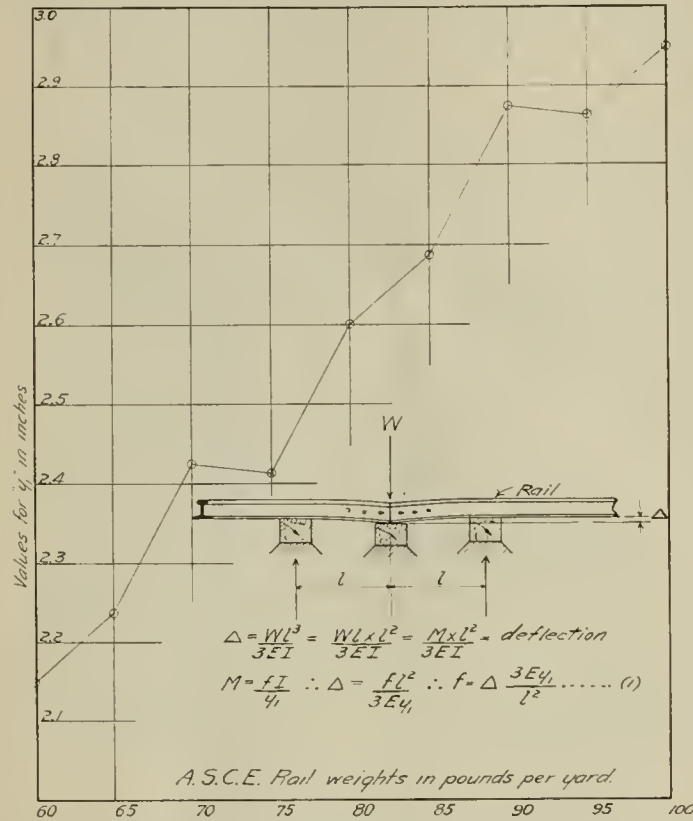 3.0
2.9
2.8
2.7
2.6
2.5
2.4
2.3
2.2
2.1
Values for "y₁" in inches
W
Rail
Δ
l l
Δ = Wl³/3EI = Wl×l²/3EI = M×l²/3EI = deflection
M = fI/y₁ ∴ Δ = fl²/3Ey₁ ∴ f = Δ 3Ey₁/l² ...... (1)
A.S.C.E. Rail weights in pounds per yard.
60 65 70 75 80 85 90 95 100